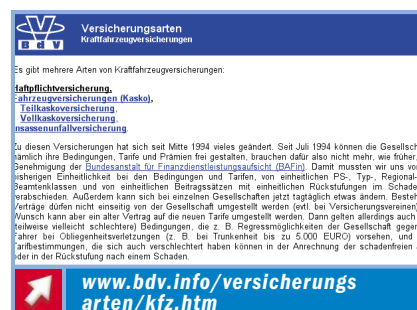 BdV
Versicherungsarten
Kraftfahrzeugversicherungen
Es gibt mehrere Arten von Kraftfahrzeugversicherungen:
Haftpflichtversicherung,
Fahrzeugversicherungen (Kasko),
Teilkaskoversicherung,
Vollkaskoversicherung,
Insassenunfallversicherung.
Zu diesen Versicherungen hat sich seit Mitte 1994 vieles geändert. Seit Juli 1994 können die Gesellsch
nämlich ihre Bedingungen, Tarife und Prämien frei gestalten, brauchen dafür also nicht mehr, wie früher,
Genehmigung der Bundesanstalt für Finanzdienstleistungsaufsicht (BAFin). Damit mussten wir uns vo
bisherigen Einheitlichkeit bei den Bedingungen und Tarifen, von einheitlichen PS-, Typ-, Regional-
Beamtenklassen und von einheitlichen Beitragssätzen mit einheitlichen Rückstufungen im Schade
verabschieden. Außerdem kann sich bei einzelnen Gesellschaften jetzt tagtäglich etwas ändern. Besteh
Verträge dürfen nicht einseitig von der Gesellschaft umgestellt werden (evtl. bei Versicherungsvereinen)
Wunsch kann aber ein alter Vertrag auf die neuen Tarife umgestellt werden. Dann gelten allerdings auch
(teilweise vielleicht schlechtere) Bedingungen, die z. B. Regressmöglichkeiten der Gesellschaft gegen
Fahrer bei Obliegenheitsverletzungen (z. B. bei Trunkenheit bis zu 5.000 EURO) vorsehen, und
Tarifbestimmungen, die sich auch verschlechtert haben können in der Anrechnung der schadenfreien
oder in der Rückstufung nach einem Schaden.
www.bdv.info/versicherungs
arten/kfz.htm